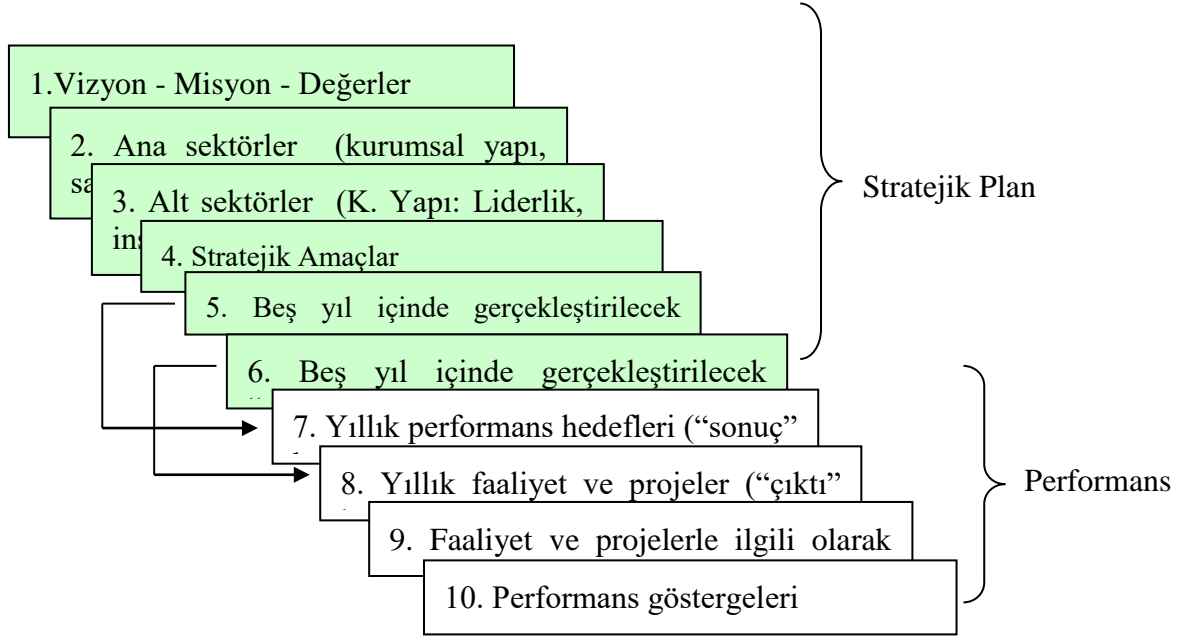 1.Vizyon - Misyon - Değerler
2. Ana sektörler (kurumsal yapı,
3. Alt sektörler (K. Yapı: Liderlik,
4. Stratejik Amaçlar
5. Beş yıl içinde gerçekleştirilecek
6. Beş yıl içinde gerçekleştirilecek
7. Yıllık performans hedefleri (“sonuç”
8. Yıllık faaliyet ve projeler (“çıktı”
9. Faaliyet ve projelerle ilgili olarak
10. Performans göstergeleri
Stratejik Plan
Performans